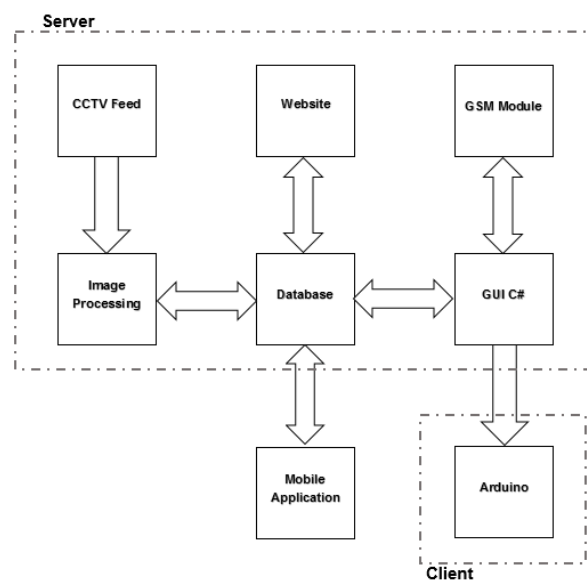 Server
CCTV Feed
Website
GSM Module
Image
Processing
Database
GUI C#
Mobile
Application
Arduino
Client